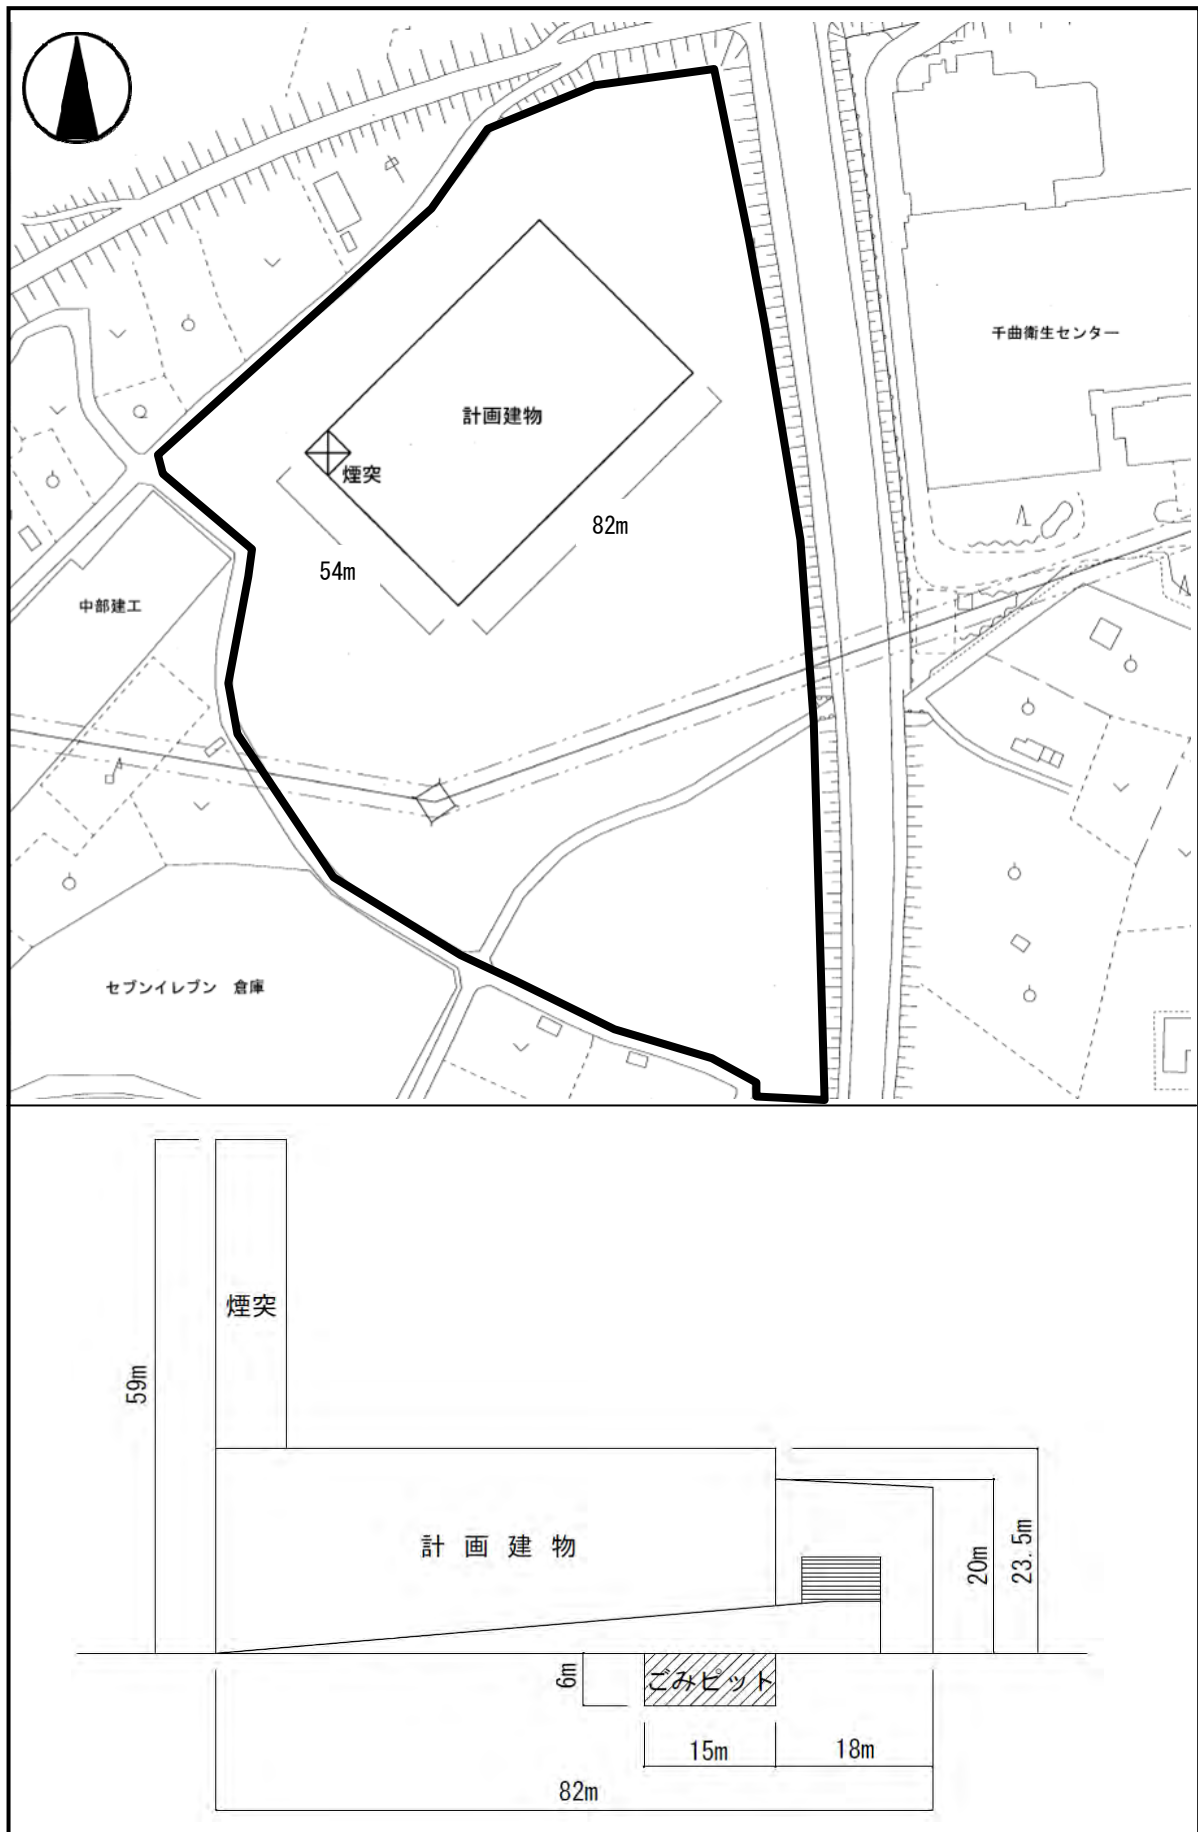 千曲衛生センター
計画建物
煙突
82m
54m
中部建工
セブンイレブン 倉庫
煙突
59m
計画建物
20m
23.5m
6m
ごみピット
15m
18m
82m